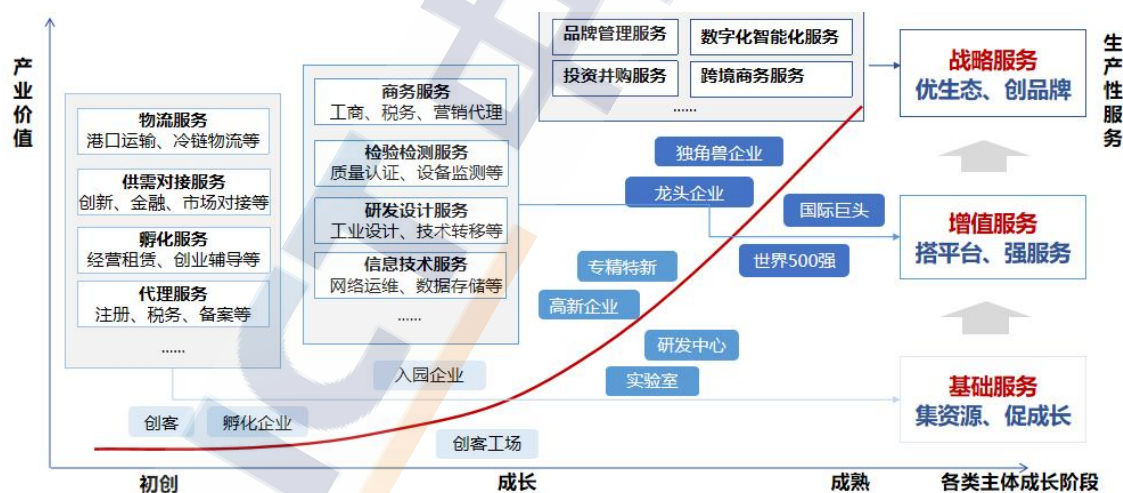 产业价值
物流服务
港口运输、冷链物流等
供需对接服务
创新、金融、市场对接等
孵化服务
经营租赁、创业辅导等
代理服务
注册、税务、备案等
......
商务服务
工商、税务、营销代理
检验检测服务
质量认证、设备监测等
研发设计服务
工业设计、技术转移等
信息技术服务
网络运维、数据存储等
......
品牌管理服务
数字化智能化服务
投资并购服务
跨境商务服务
......
独角兽企业
龙头企业
国际巨头
世界500强
专精特新
高新企业
研发中心
实验室
入园企业
创客
孵化企业
创客工场
战略服务
优生态、创品牌
增值服务
搭平台、强服务
基础服务
集资源、促成长
生产性服务
初创
成长
成熟
各类主体成长阶段